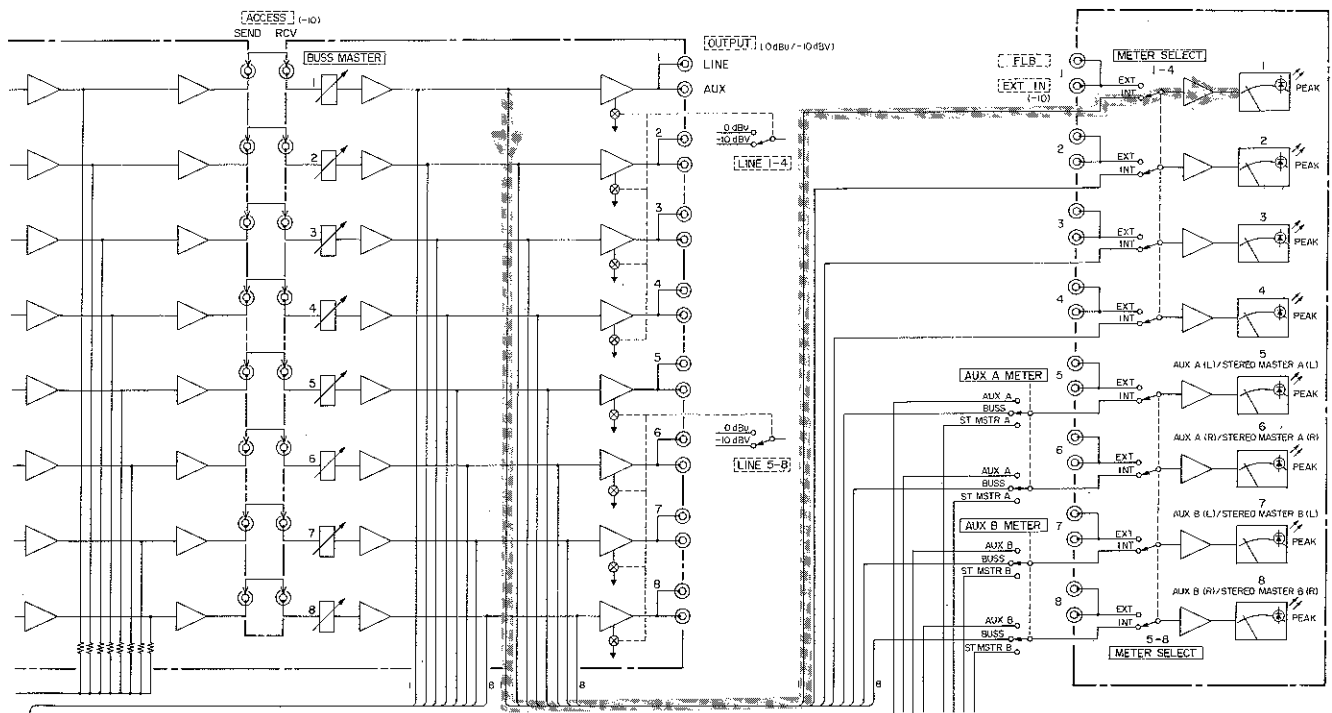 ACCESS (-10)
SEND RCV
BUSS MASTER
OUTPUT (0dBu/-10dBV)
1
LINE
AUX
1
2
3
4
5
6
7
8
2
3
4
5
6
7
8
0dBu
-10dBV
LINE 1-4
0dBu
-10dBV
LINE 5-8
1 8 8 1 8
FLB
EXT IN
(-10)
METER SELECT
1-4
1
EXT
INT
1
PEAK
2
EXT
INT
2
PEAK
3
EXT
INT
3
PEAK
4
EXT
INT
4
PEAK
AUX A METER
AUX A
BUSS
ST MSTR A
5
EXT
INT
5
AUX A (L)/STEREO MASTER A (L)
PEAK
AUX A
BUSS
ST MSTR A
6
EXT
INT
6
AUX A (R)/STEREO MASTER A (R)
PEAK
AUX B METER
AUX B
BUSS
ST MSTR B
7
EXT
INT
7
AUX B (L)/STEREO MASTER B (L)
PEAK
AUX B
BUSS
ST MSTR B
8
EXT
INT
8
AUX B (R)/STEREO MASTER B (R)
PEAK
5-8
METER SELECT